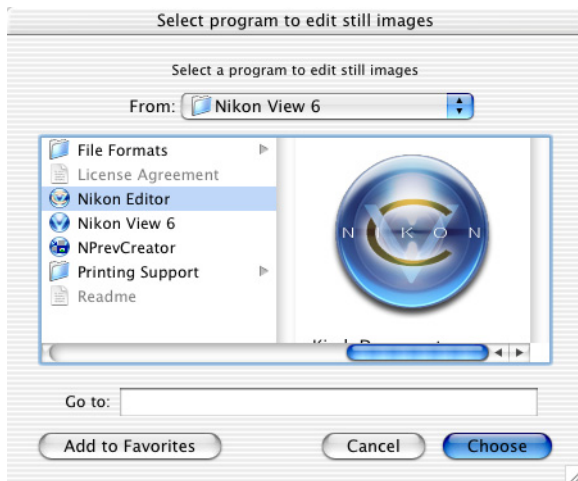 Select program to edit still images
Select a program to edit still images
From: Nikon View 6
File Formats
License Agreement
Nikon Editor
Nikon View 6
NPrevCreator
Printing Support
Readme
NIKON
Go to:
Add to Favorites
Cancel
Choose